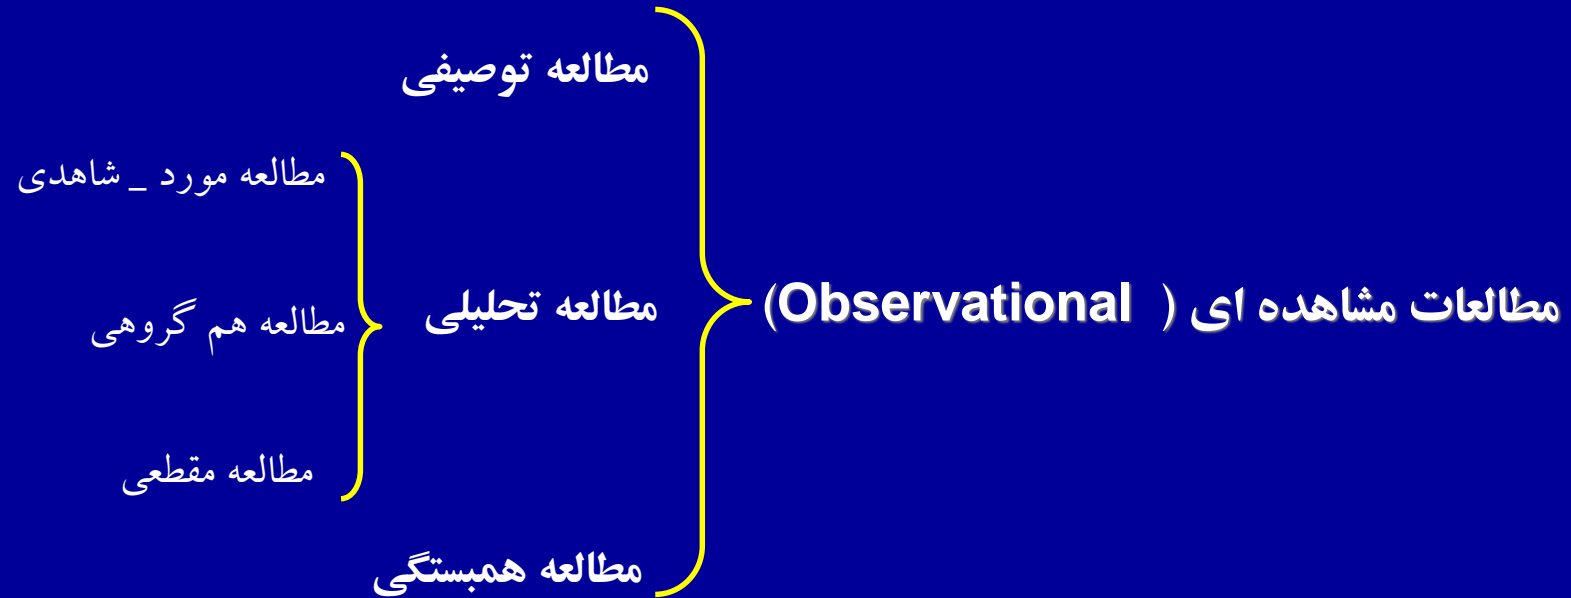 مطالعات مشاهده ای ( Observational)
مطالعه توصیفی
مطالعه تحلیلی
مطالعه مورد _ شاهدی
مطالعه هم گروهی
مطالعه مقطعی
مطالعه همبستگی